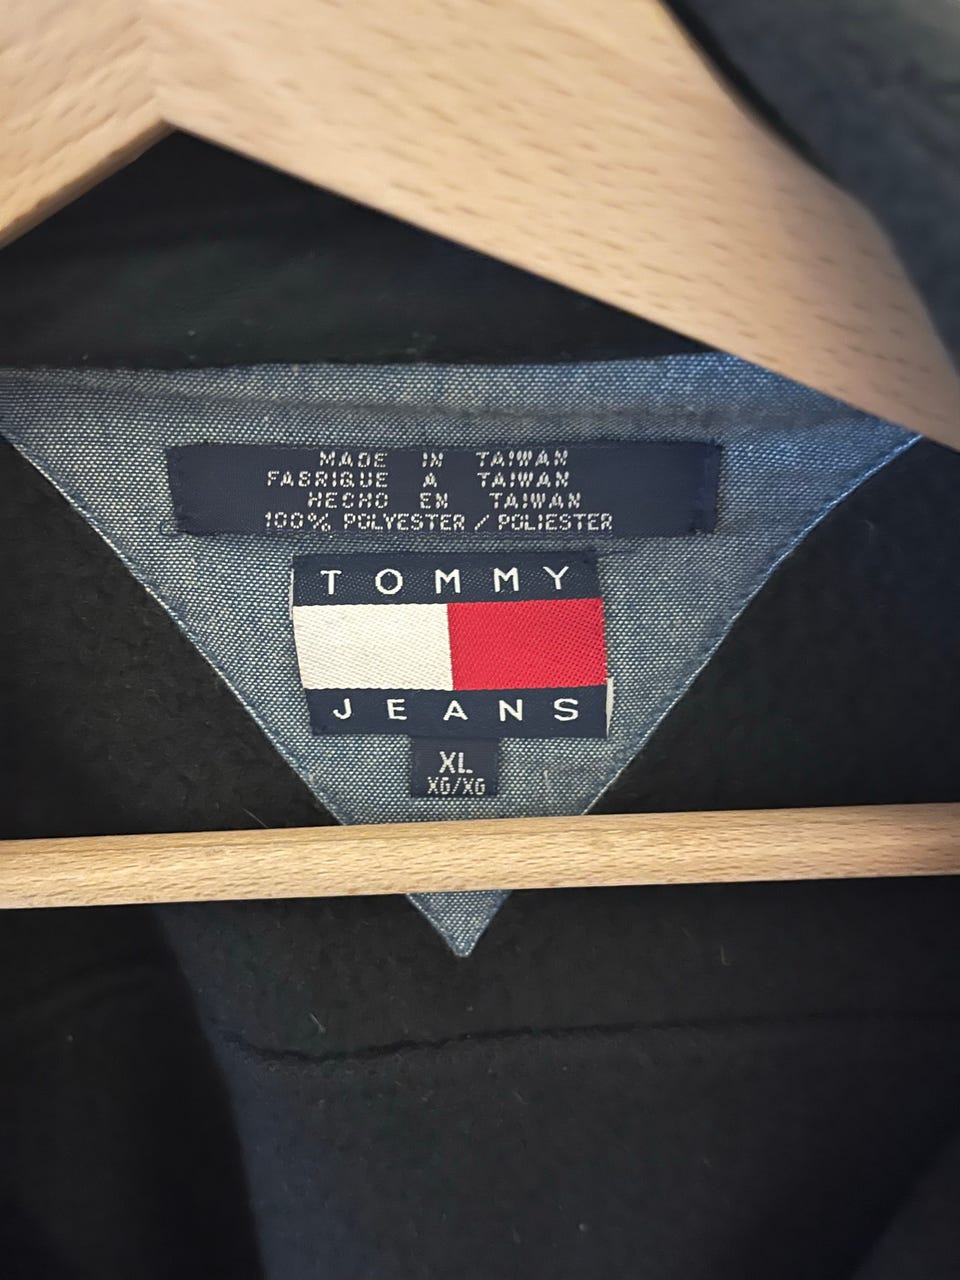 MADE IN TAIWAN
FABRIQUE A TAIWAN
HECHO EN TAIWAN
100% POLYESTER / POLIESTER
TOMMY
JEANS
XL
XG/XG